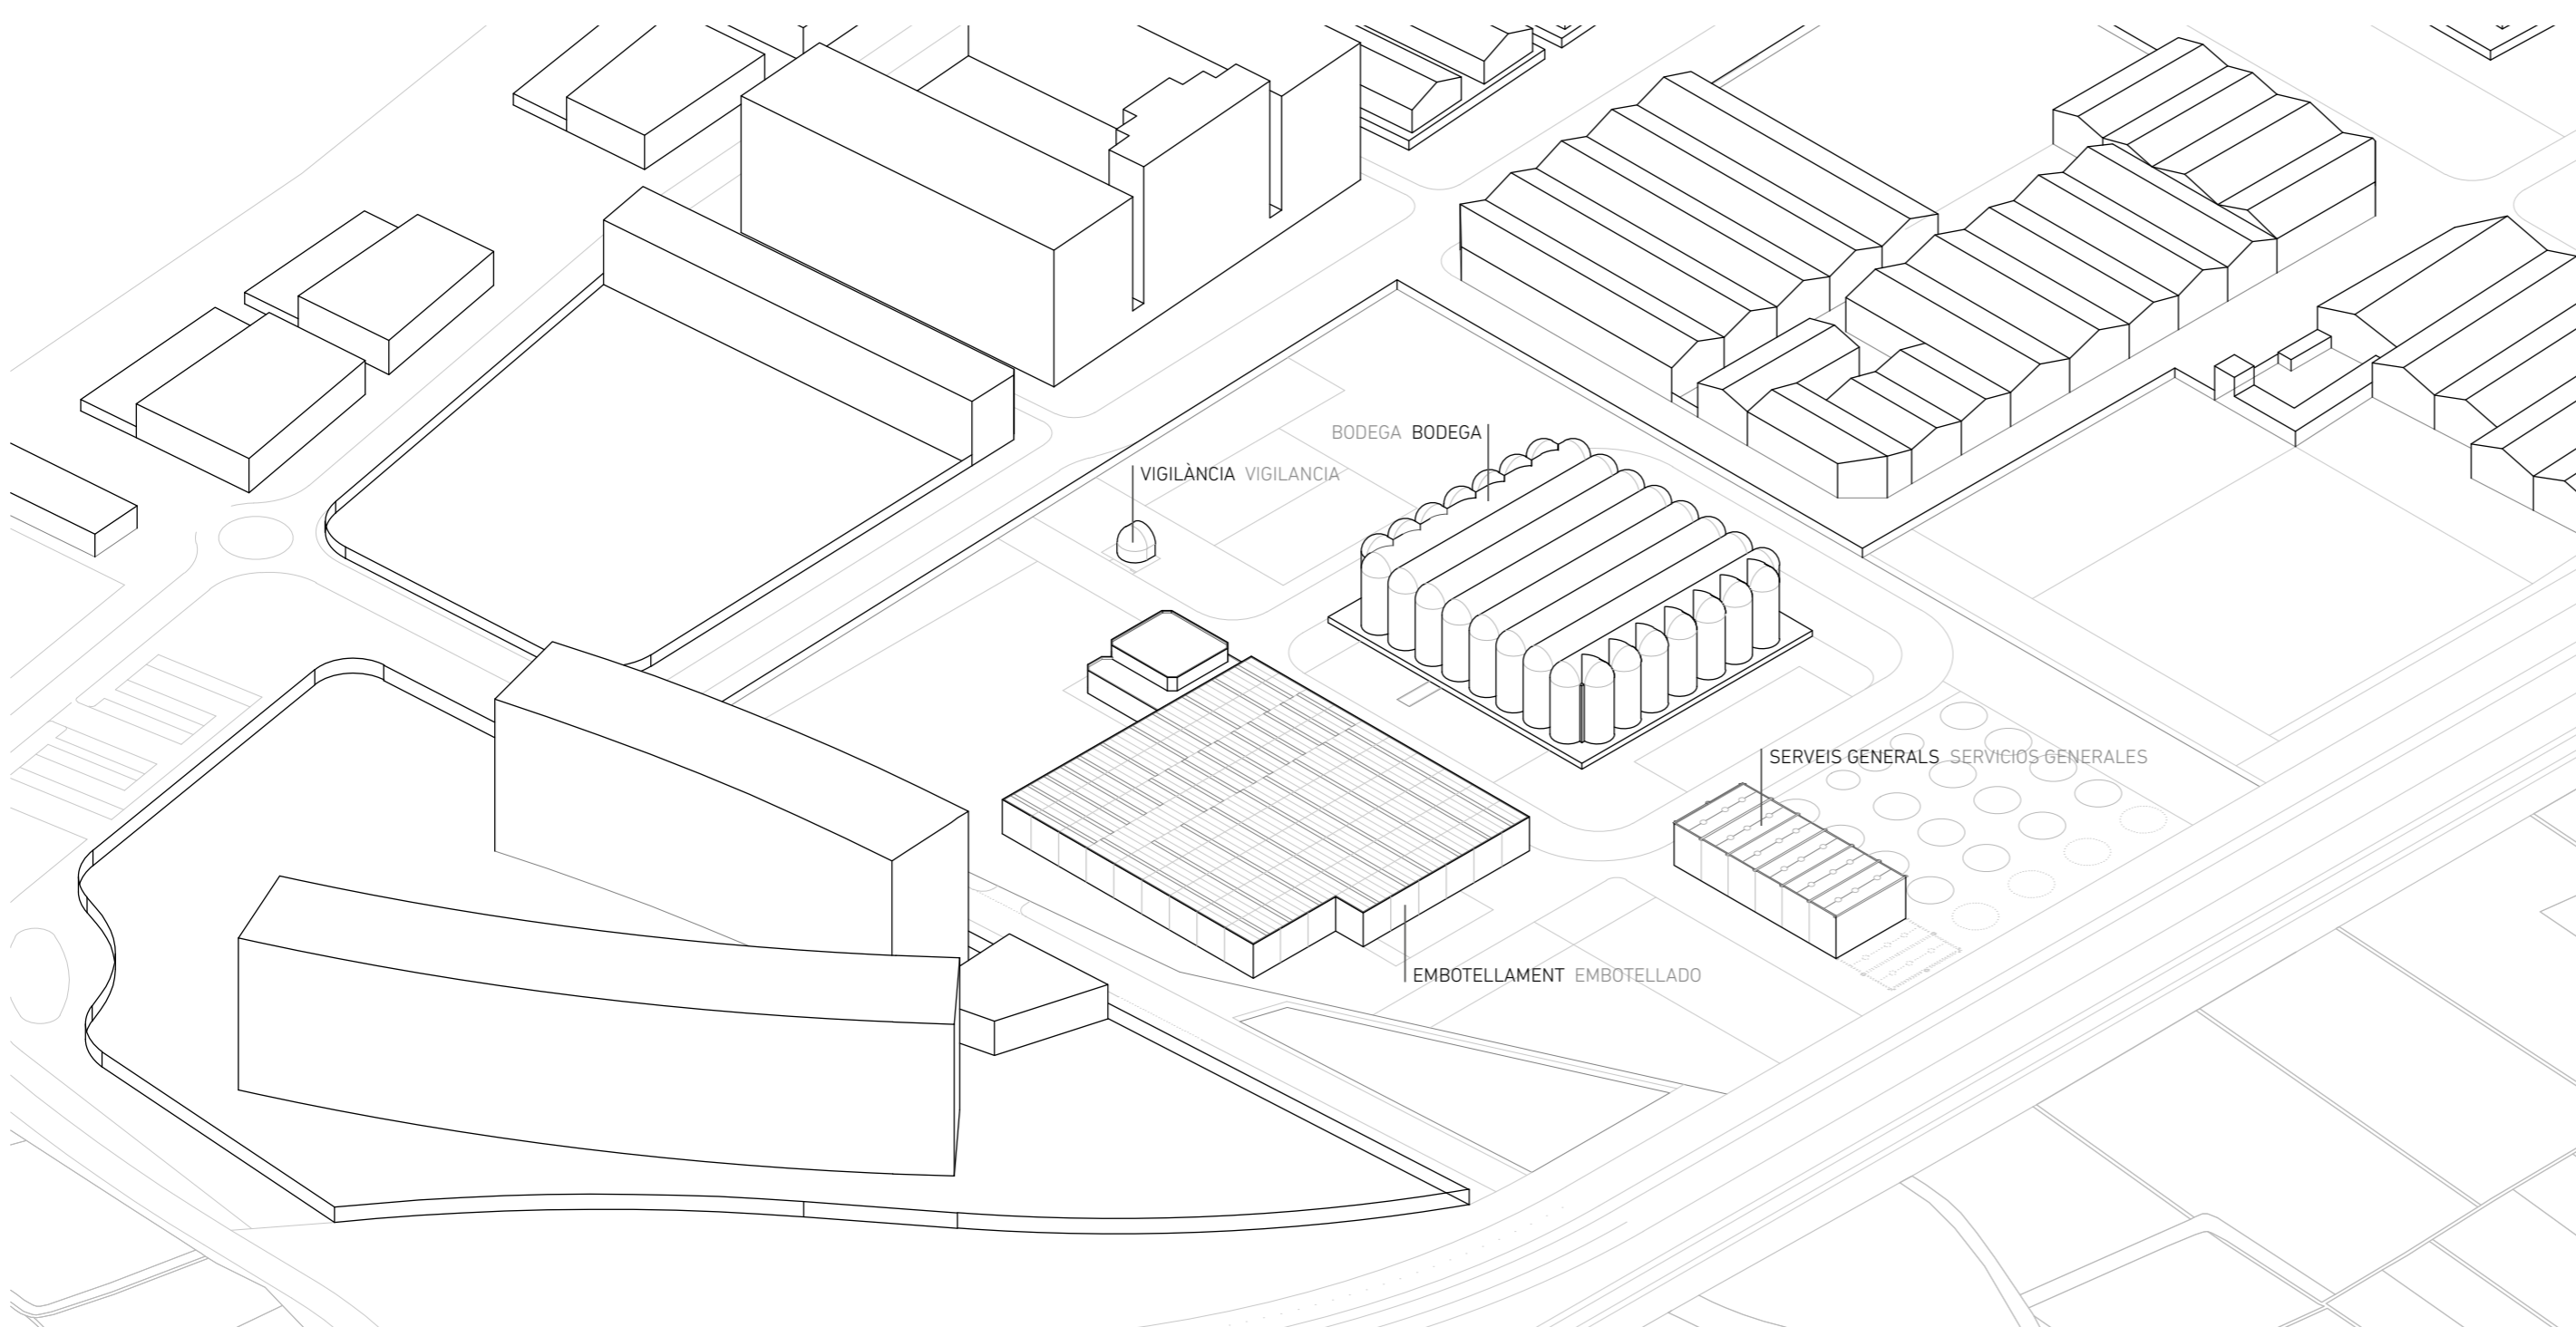 BODEGA BODEGA
VIGILÀNCIA VIGILANCIA
SERVEIS GENERALS SERVICIOS GENERALES
EMBOTELLAMENT EMBOTELLADO